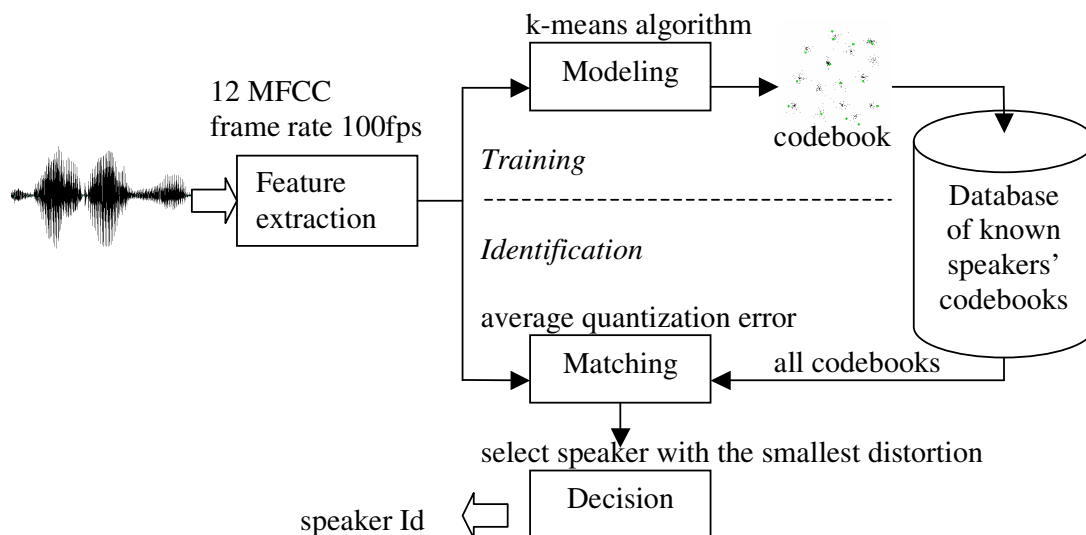 k-means algorithm
Modeling
12 MFCC
frame rate 100fps
codebook
Training
Feature
extraction
Database
of known
speakers’
codebooks
Identification
average quantization error
Matching
all codebooks
select speaker with the smallest distortion
Decision
speaker Id